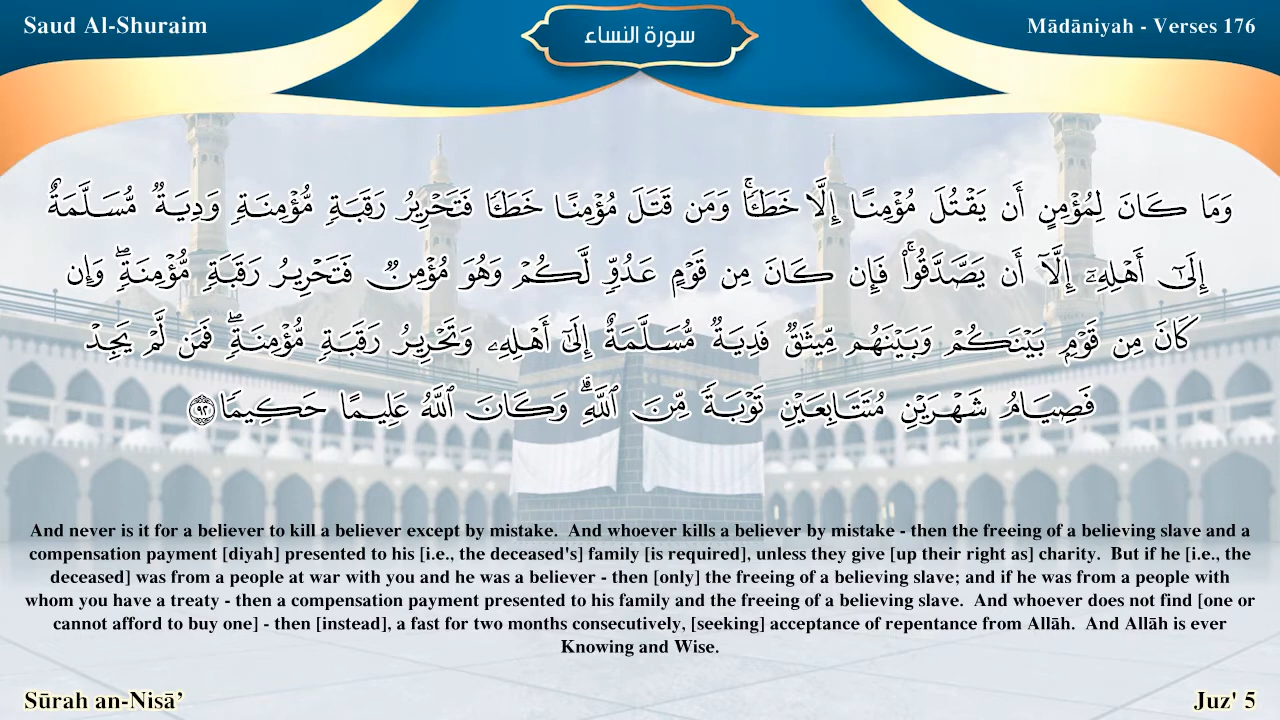 Saud Al-Shuraim
سورة النساء
Mādāniyah - Verses 176
وَمَا كَانَ لِمُؤْمِنٍ أَن يَقْتُلَ مُؤْمِنًا إِلَّا خَطَـًٔا ۚ وَمَن قَتَلَ مُؤْمِنًا خَطَـًٔا فَتَحْرِيرُ رَقَبَةٍ مُّؤْمِنَةٍ وَدِيَةٌ مُّسَلَّمَةٌ
إِلَىٰٓ أَهْلِهِۦٓ إِلَّآ أَن يَصَّدَّقُوا۟ ۚ فَإِن كَانَ مِن قَوْمٍ عَدُوٍّ لَّكُمْ وَهُوَ مُؤْمِنٌ فَتَحْرِيرُ رَقَبَةٍ مُّؤْمِنَةٍ ۖ وَإِن
كَانَ مِن قَوْمٍۭ بَيْنَكُمْ وَبَيْنَهُم مِّيثَـٰقٌ فَدِيَةٌ مُّسَلَّمَةٌ إِلَىٰٓ أَهْلِهِۦ وَتَحْرِيرُ رَقَبَةٍ مُّؤْمِنَةٍ ۖ فَمَن لَّمْ يَجِدْ
فَصِيَامُ شَهْرَيْنِ مُتَتَابِعَيْنِ تَوْبَةً مِّنَ ٱللَّهِ ۗ وَكَانَ ٱللَّهُ عَلِيمًا حَكِيمًا ٩٢
And never is it for a believer to kill a believer except by mistake.  And whoever kills a believer by mistake - then the freeing of a believing slave and a
compensation payment [diyah] presented to his [i.e., the deceased's] family [is required], unless they give [up their right as] charity.  But if he [i.e., the
deceased] was from a people at war with you and he was a believer - then [only] the freeing of a believing slave; and if he was from a people with
whom you have a treaty - then a compensation payment presented to his family and the freeing of a believing slave.  And whoever does not find [one or
cannot afford to buy one] - then [instead], a fast for two months consecutively, [seeking] acceptance of repentance from Allāh.  And Allāh is ever
Knowing and Wise.
Sūrah an-Nisā’
Juz' 5